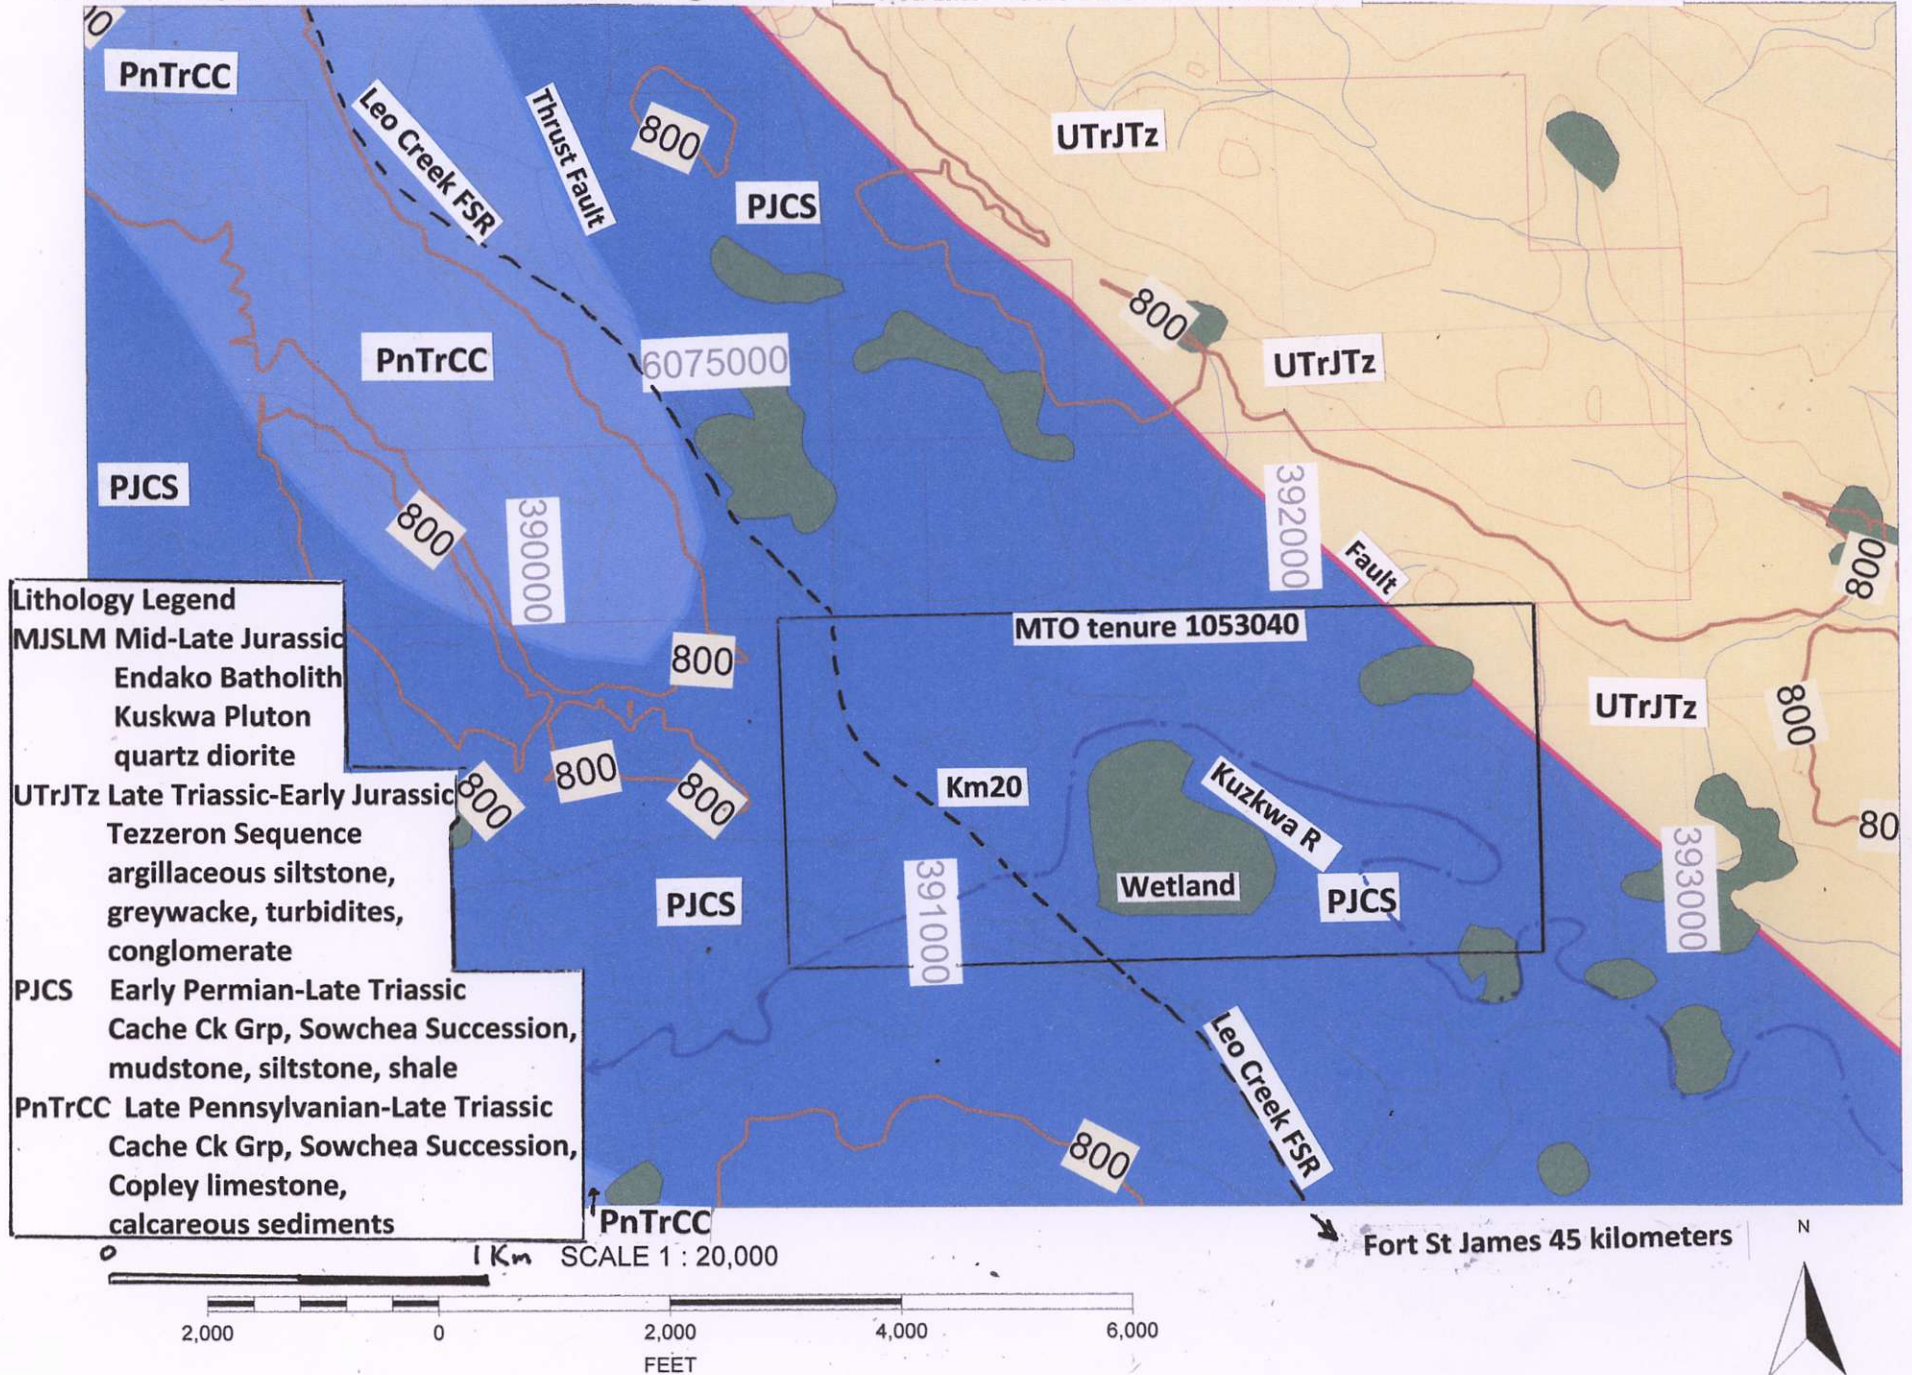 PnTrCC
Leo Creek FSR
Thrust Fault
800
PJCS
UTrJTz
800
UTrJTz
PnTrCC
6075000
PJCS
800
390000
392000
Fault
800
MTO tenure 1053040
800
UTrJTz
800
800
800
800
Km20
Kuzkwa R
80
Wetland
PJCS
PJCS
391000
393000
Leo Creek FSR
800
PnTrCC
Lithology Legend
MJSLM Mid-Late Jurassic
Endako Batholith
Kuskwa Pluton
quartz diorite
UTrJTz Late Triassic-Early Jurassic
Tezzeron Sequence
argillaceous siltstone,
greywacke, turbidites,
conglomerate
PJCS Early Permian-Late Triassic
Cache Ck Grp, Sowchea Succession,
mudstone, siltstone, shale
PnTrCC Late Pennsylvanian-Late Triassic
Cache Ck Grp, Sowchea Succession,
Copley limestone,
calcareous sediments
0 1 Km SCALE 1 : 20,000
Fort St James 45 kilometers
N
2,000 0 2,000 4,000 6,000
FEET